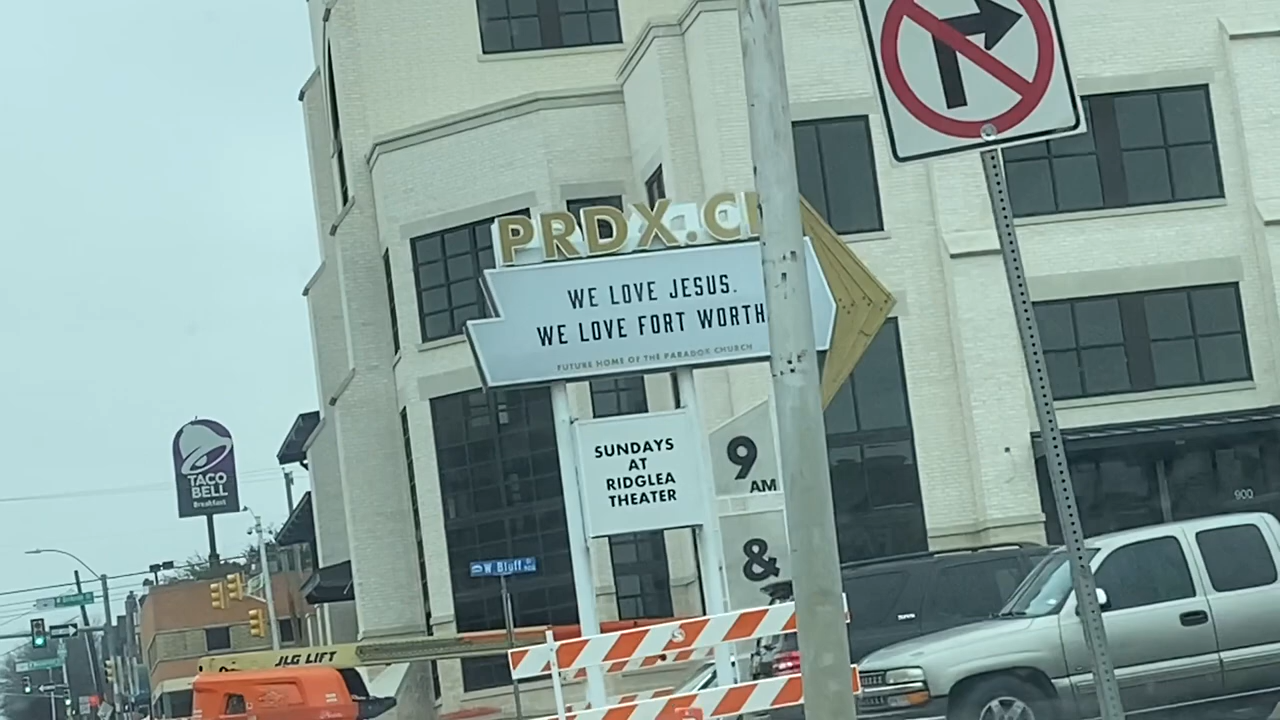 PRDX.C
WE LOVE JESUS.
WE LOVE FORT WORTH
FUTURE HOME OF THE PARADOX CHURCH
SUNDAYS
AT
RIDGLEA
THEATER
9
AM
&
TACO
BELL
Breakfast
W Bluff
900
JLG LIFT